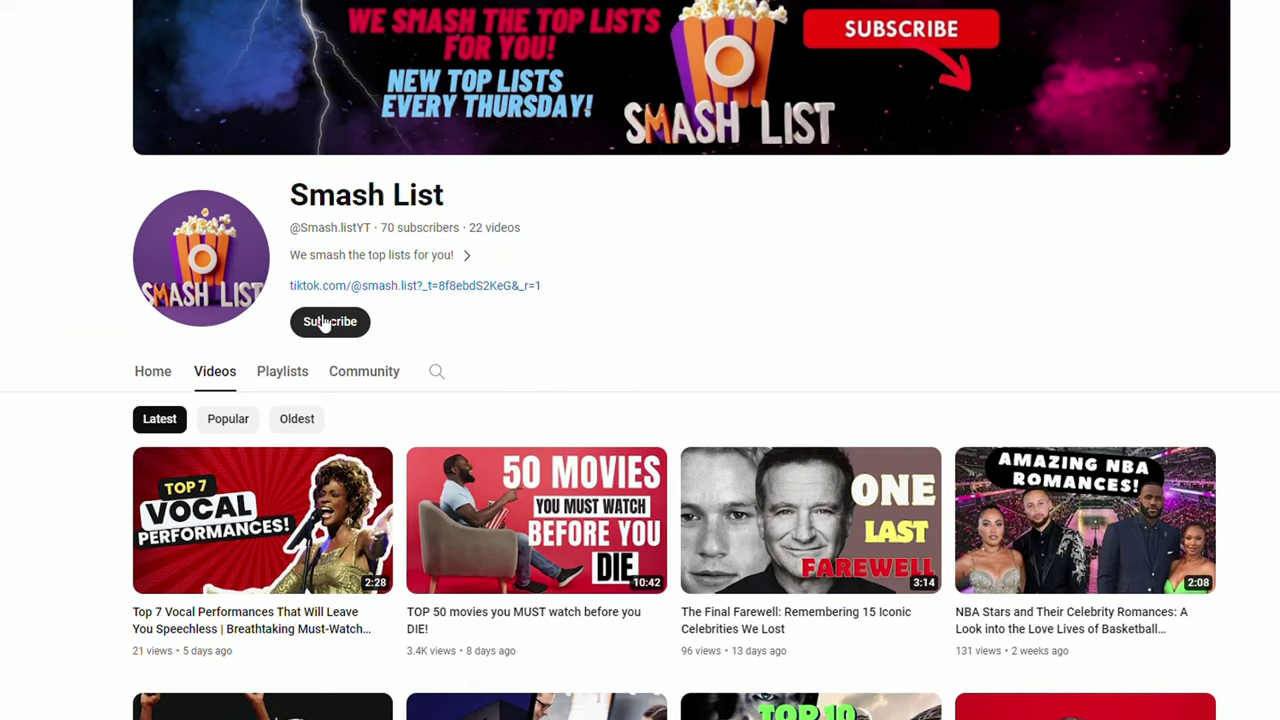 WE SMASH THE TOP LISTS
FOR YOU!
NEW TOP LISTS
EVERY THURSDAY!
SMASH LIST
SUBSCRIBE
SMASH LIST
Smash List
@Smash.listYT · 70 subscribers · 22 videos
We smash the top lists for you!
tiktok.com/@smash.list?_t=8f8ebdS2KeG&_r=1
Subscribe
Home Videos Playlists Community
Latest Popular Oldest
TOP 7
VOCAL
PERFORMANCES!
2:28
50 MOVIES
YOU MUST WATCH
BEFORE YOU
DIE
10:42
ONE
LAST
FAREWELL
3:14
AMAZING NBA
ROMANCES!
2:08
Top 7 Vocal Performances That Will Leave
You Speechless | Breathtaking Must-Watch...
21 views · 5 days ago
TOP 50 movies you MUST watch before you
DIE!
3.4K views · 8 days ago
The Final Farewell: Remembering 15 Iconic
Celebrities We Lost
96 views · 13 days ago
NBA Stars and Their Celebrity Romances: A
Look into the Love Lives of Basketball...
131 views · 2 weeks ago
TOP 10